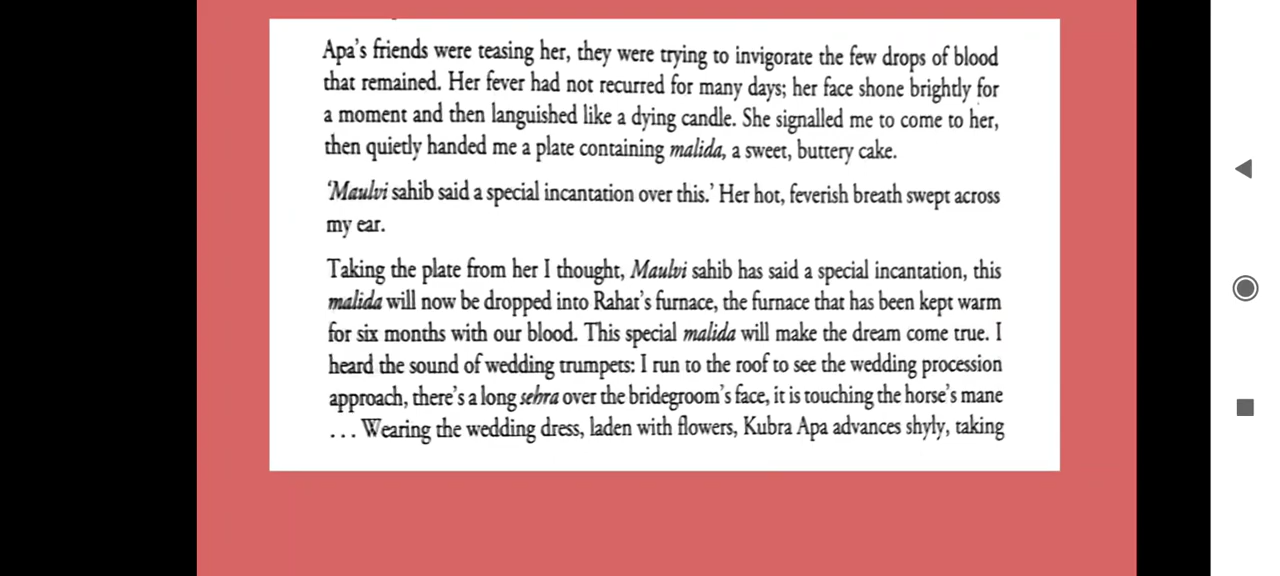 Apa's friends were teasing her, they were trying to invigorate the few drops of blood
that remained. Her fever had not recurred for many days; her face shone brightly for
a moment and then languished like a dying candle. She signalled me to come to her,
then quietly handed me a plate containing malida, a sweet, buttery cake.
'Maulvi sahib said a special incantation over this.' Her hot, feverish breath swept across
my ear.
Taking the plate from her I thought, Maulvi sahib has said a special incantation, this
malida will now be dropped into Rahat's furnace, the furnace that has been kept warm
for six months with our blood. This special malida will make the dream come true. I
heard the sound of wedding trumpets: I run to the roof to see the wedding procession
approach, there's a long sehra over the bridegroom's face, it is touching the horse's mane
... Wearing the wedding dress, laden with flowers, Kubra Apa advances shyly, taking